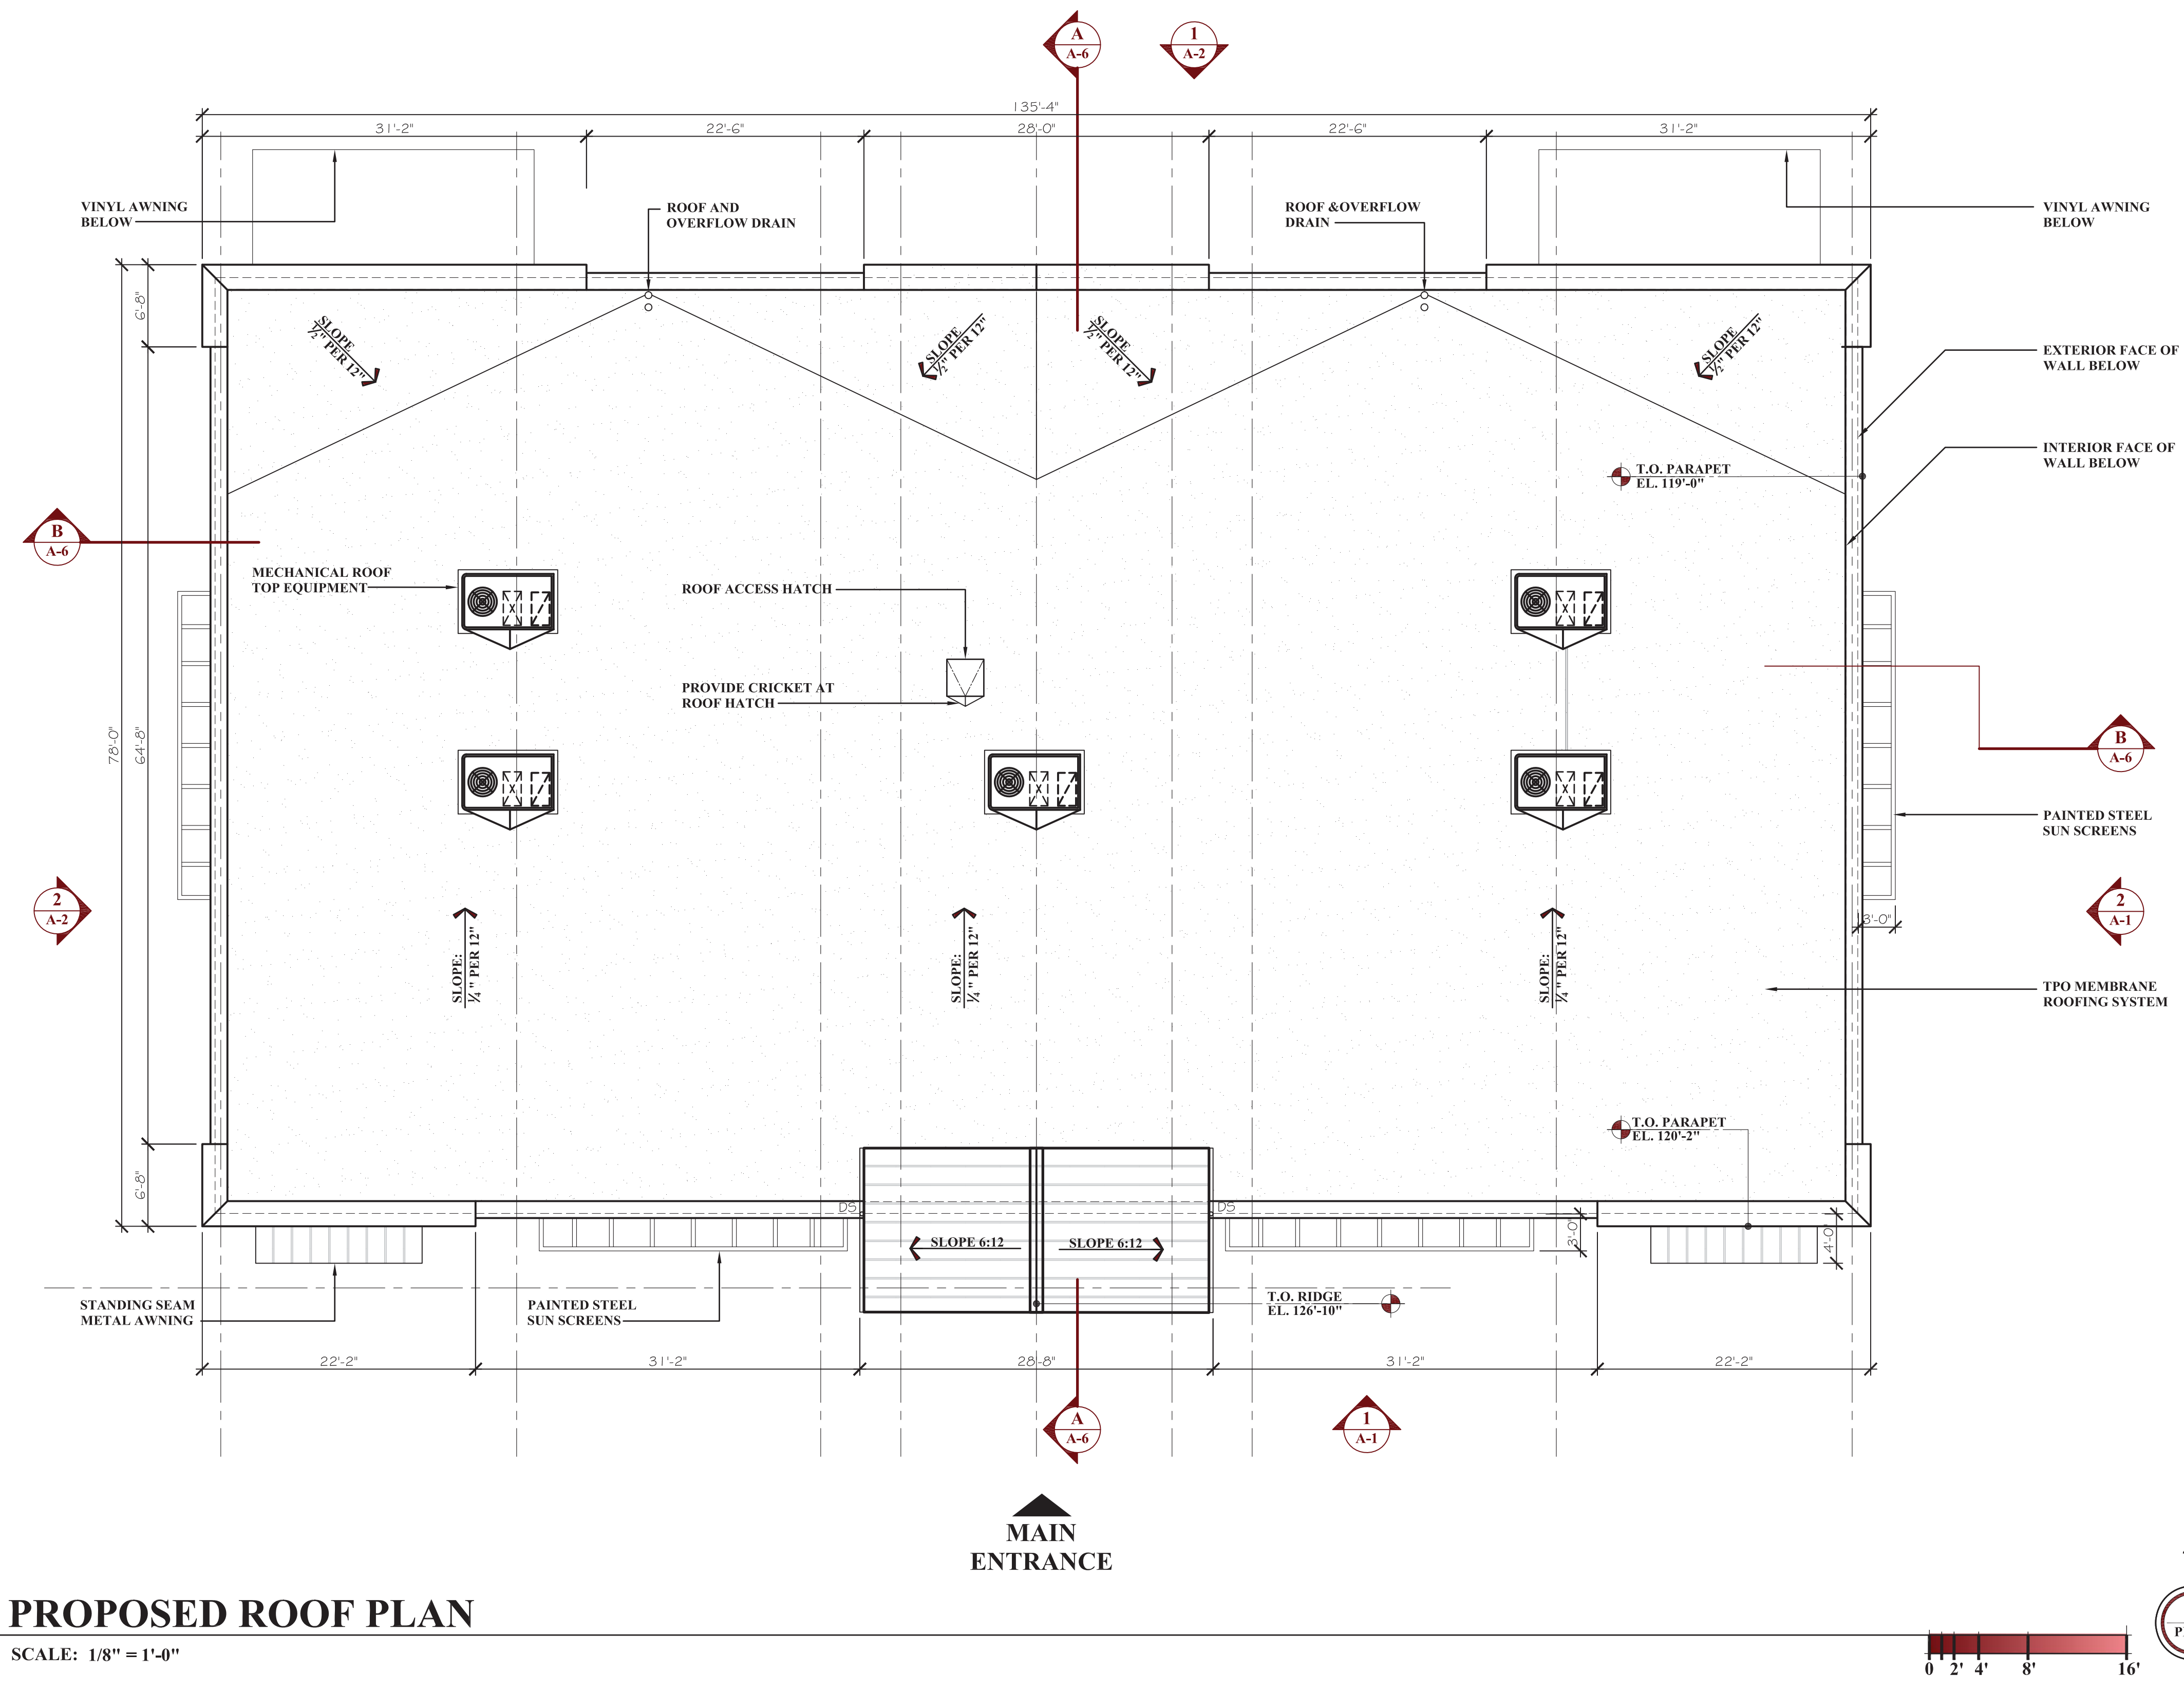 A
A-6
1
A-2
135'-4"
31'-2"
22'-6"
28'-0"
22'-6"
31'-2"
VINYL AWNING
BELOW
ROOF AND
OVERFLOW DRAIN
ROOF &OVERFLOW
DRAIN
VINYL AWNING
BELOW
6'-8"
SLOPE
½" PER 12"
SLOPE
½" PER 12"
SLOPE
½" PER 12"
SLOPE
½" PER 12"
EXTERIOR FACE OF
WALL BELOW
INTERIOR FACE OF
WALL BELOW
T.O. PARAPET
EL. 119'-0"
B
A-6
MECHANICAL ROOF
TOP EQUIPMENT
ROOF ACCESS HATCH
PROVIDE CRICKET AT
ROOF HATCH
78'-0"
64'-8"
B
A-6
PAINTED STEEL
SUN SCREENS
2
A-2
2
A-1
3'-0"
SLOPE:
¼ " PER 12"
SLOPE:
¼ " PER 12"
SLOPE:
¼ " PER 12"
TPO MEMBRANE
ROOFING SYSTEM
T.O. PARAPET
EL. 120'-2"
6'-8"
DS
DS
SLOPE 6:12
SLOPE 6:12
3'-0"
4'-0"
STANDING SEAM
METAL AWNING
PAINTED STEEL
SUN SCREENS
T.O. RIDGE
EL. 126'-10"
22'-2"
31'-2"
28'-8"
31'-2"
22'-2"
A
A-6
1
A-1
MAIN
ENTRANCE
PROPOSED ROOF PLAN
SCALE: 1/8" = 1'-0"
0 2' 4' 8' 16'